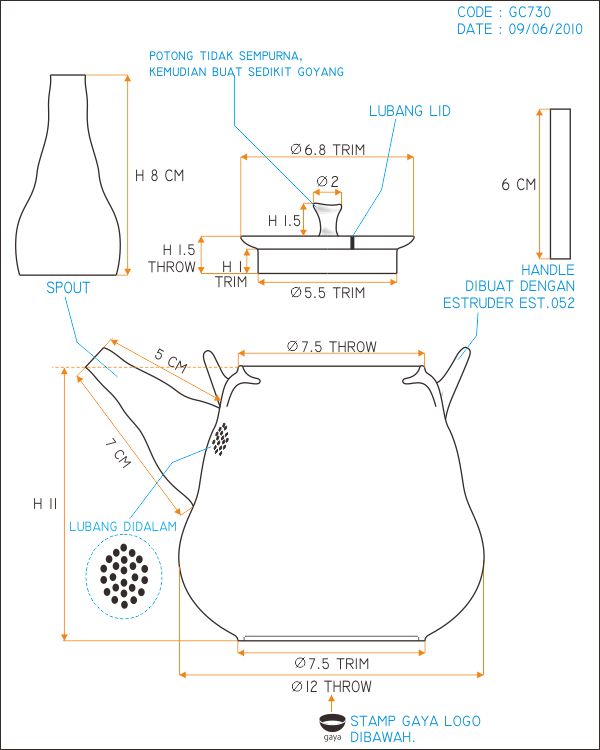 CODE : GC730
DATE : 09/06/2010
POTONG TIDAK SEMPURNA,
KEMUDIAN BUAT SEDIKIT GOYANG
LUBANG LID
Ø6.8 TRIM
Ø2
H 8 CM
6 CM
H 1.5
H 1.5
THROW
H 1
TRIM
Ø5.5 TRIM
SPOUT
HANDLE
DIBUAT DENGAN
ESTRUDER EST.052
Ø7.5 THROW
5 CM
7 CM
H 11
LUBANG DIDALAM
Ø7.5 TRIM
Ø12 THROW
gaya
STAMP GAYA LOGO
DIBAWAH.